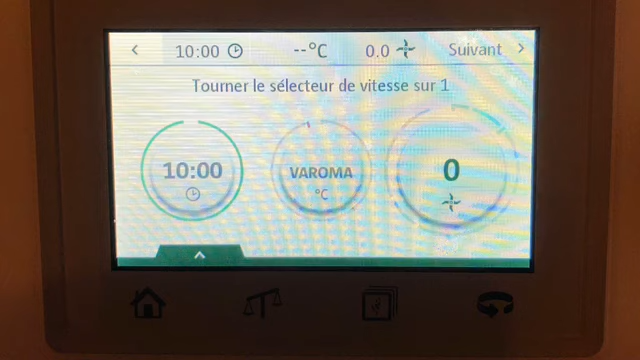 10:00 --°C 0.0 Suivant
Tourner le sélecteur de vitesse sur 1
10:00 VAROMA 0
°C